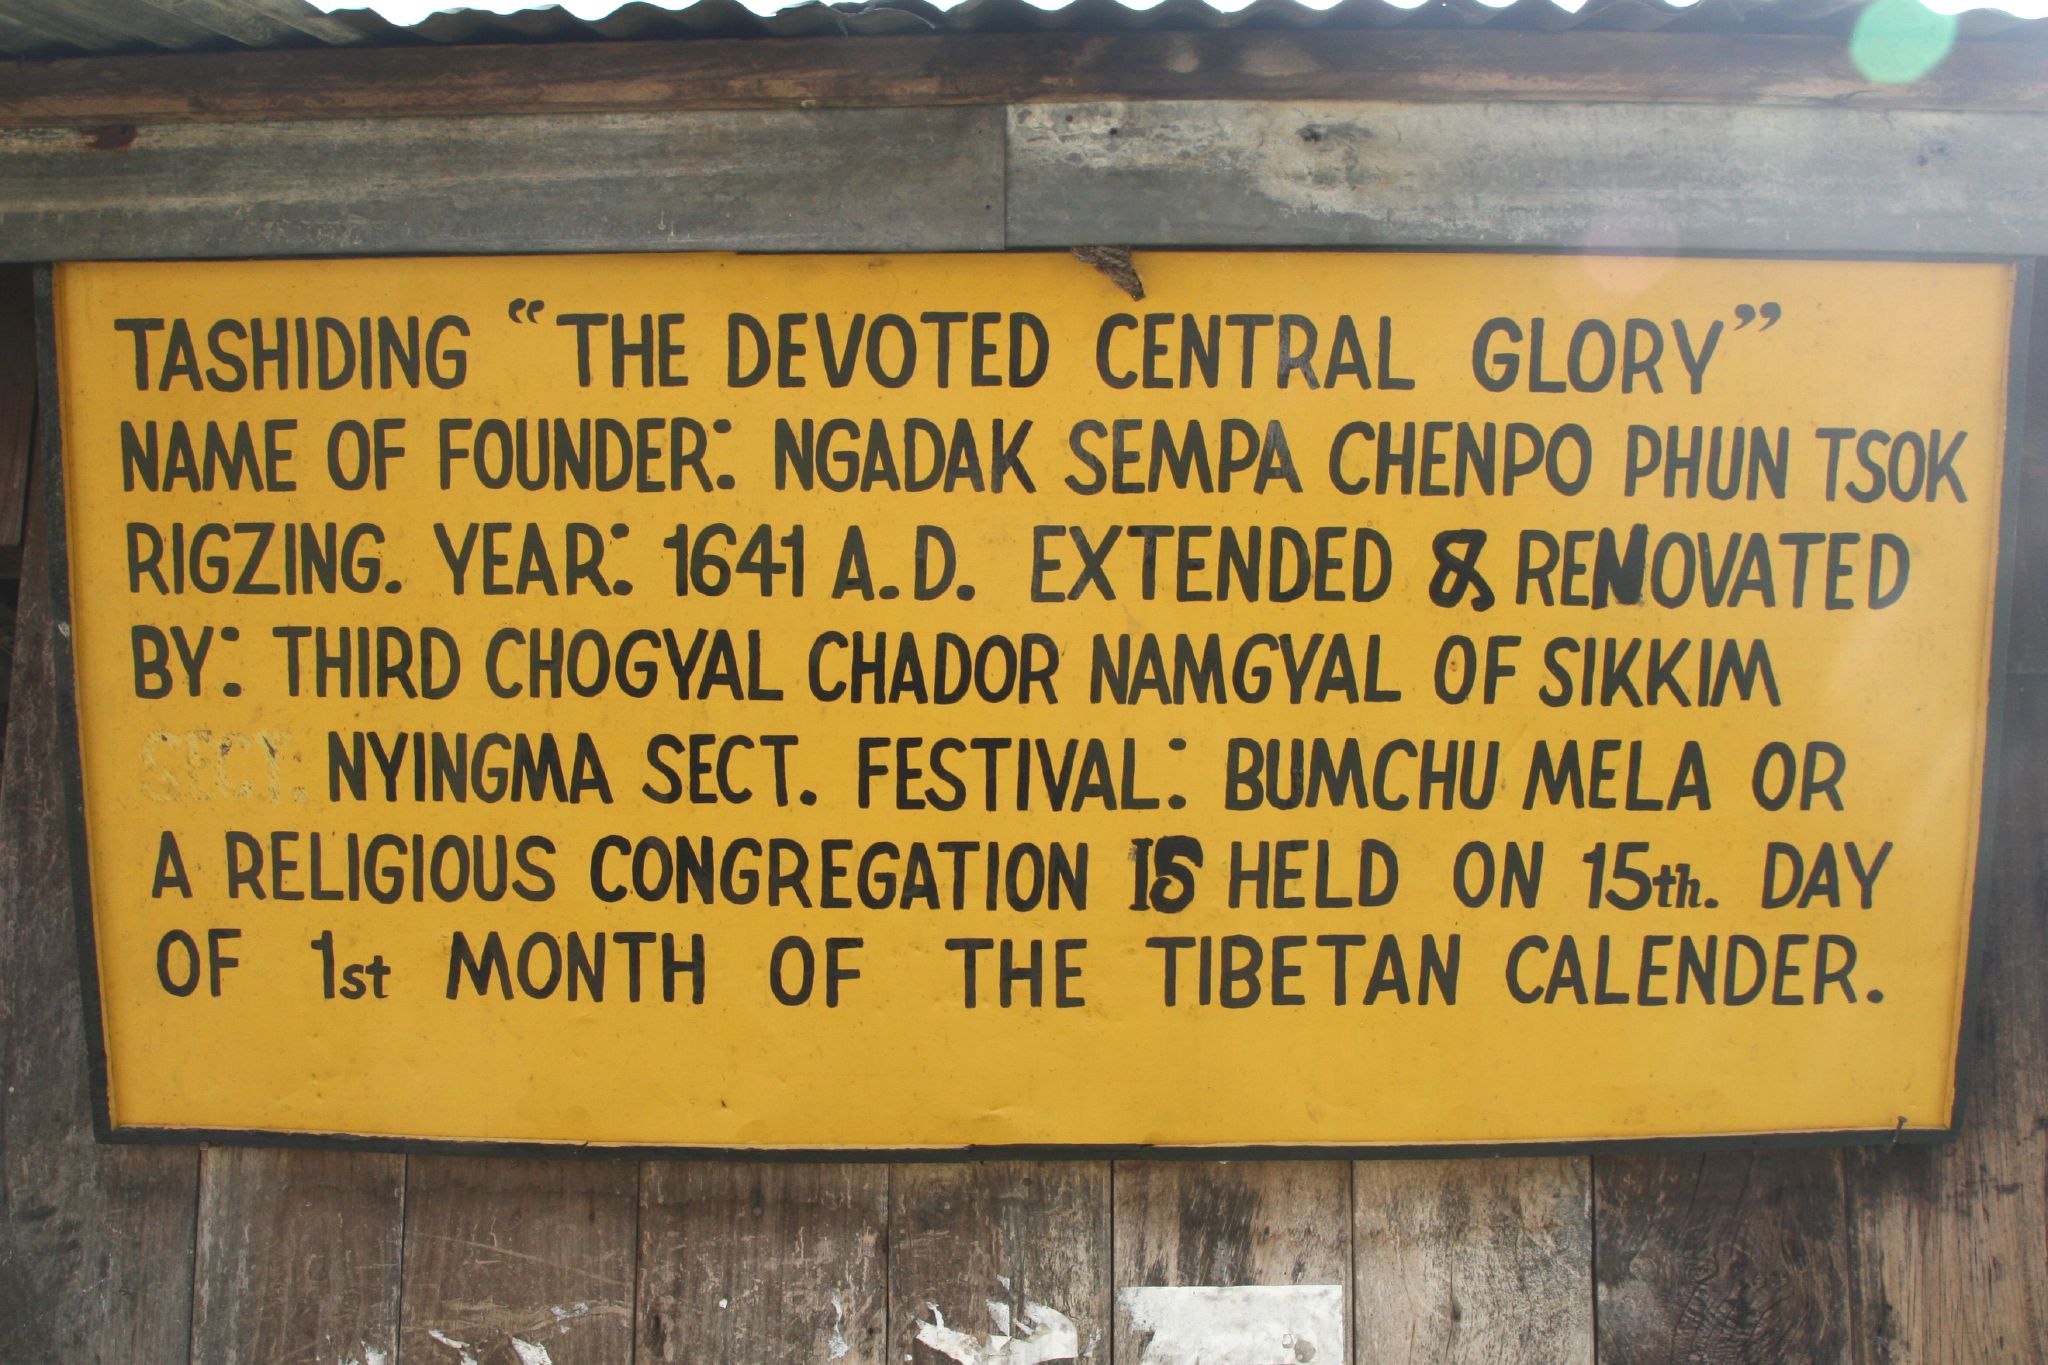 TASHIDING “THE DEVOTED CENTRAL GLORY”
NAME OF FOUNDER: NGADAK SEMPA CHENPO PHUN TSOK
RIGZING. YEAR: 1641 A.D. EXTENDED & RENOVATED
BY: THIRD CHOGYAL CHADOR NAMGYAL OF SIKKIM
SECT. NYINGMA SECT. FESTIVAL: BUMCHU MELA OR
A RELIGIOUS CONGREGATION IS HELD ON 15th. DAY
OF 1st MONTH OF THE TIBETAN CALENDER.